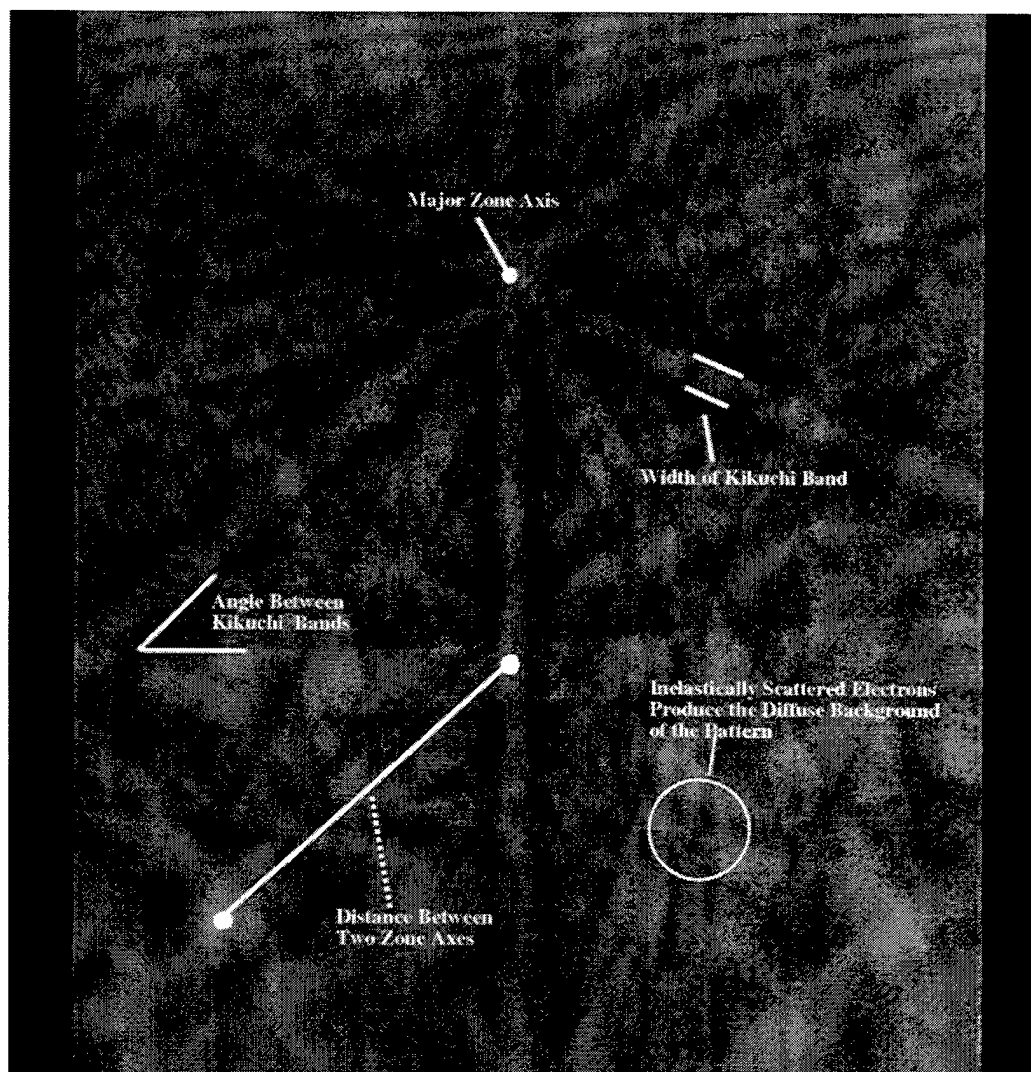 Major Zone Axis
Width of Kikuchi Band
Angle Between
Kikuchi Bands
Inelastically Scattered Electrons
Produce the Diffuse Background
of the Pattern
Distance Between
Two Zone Axes